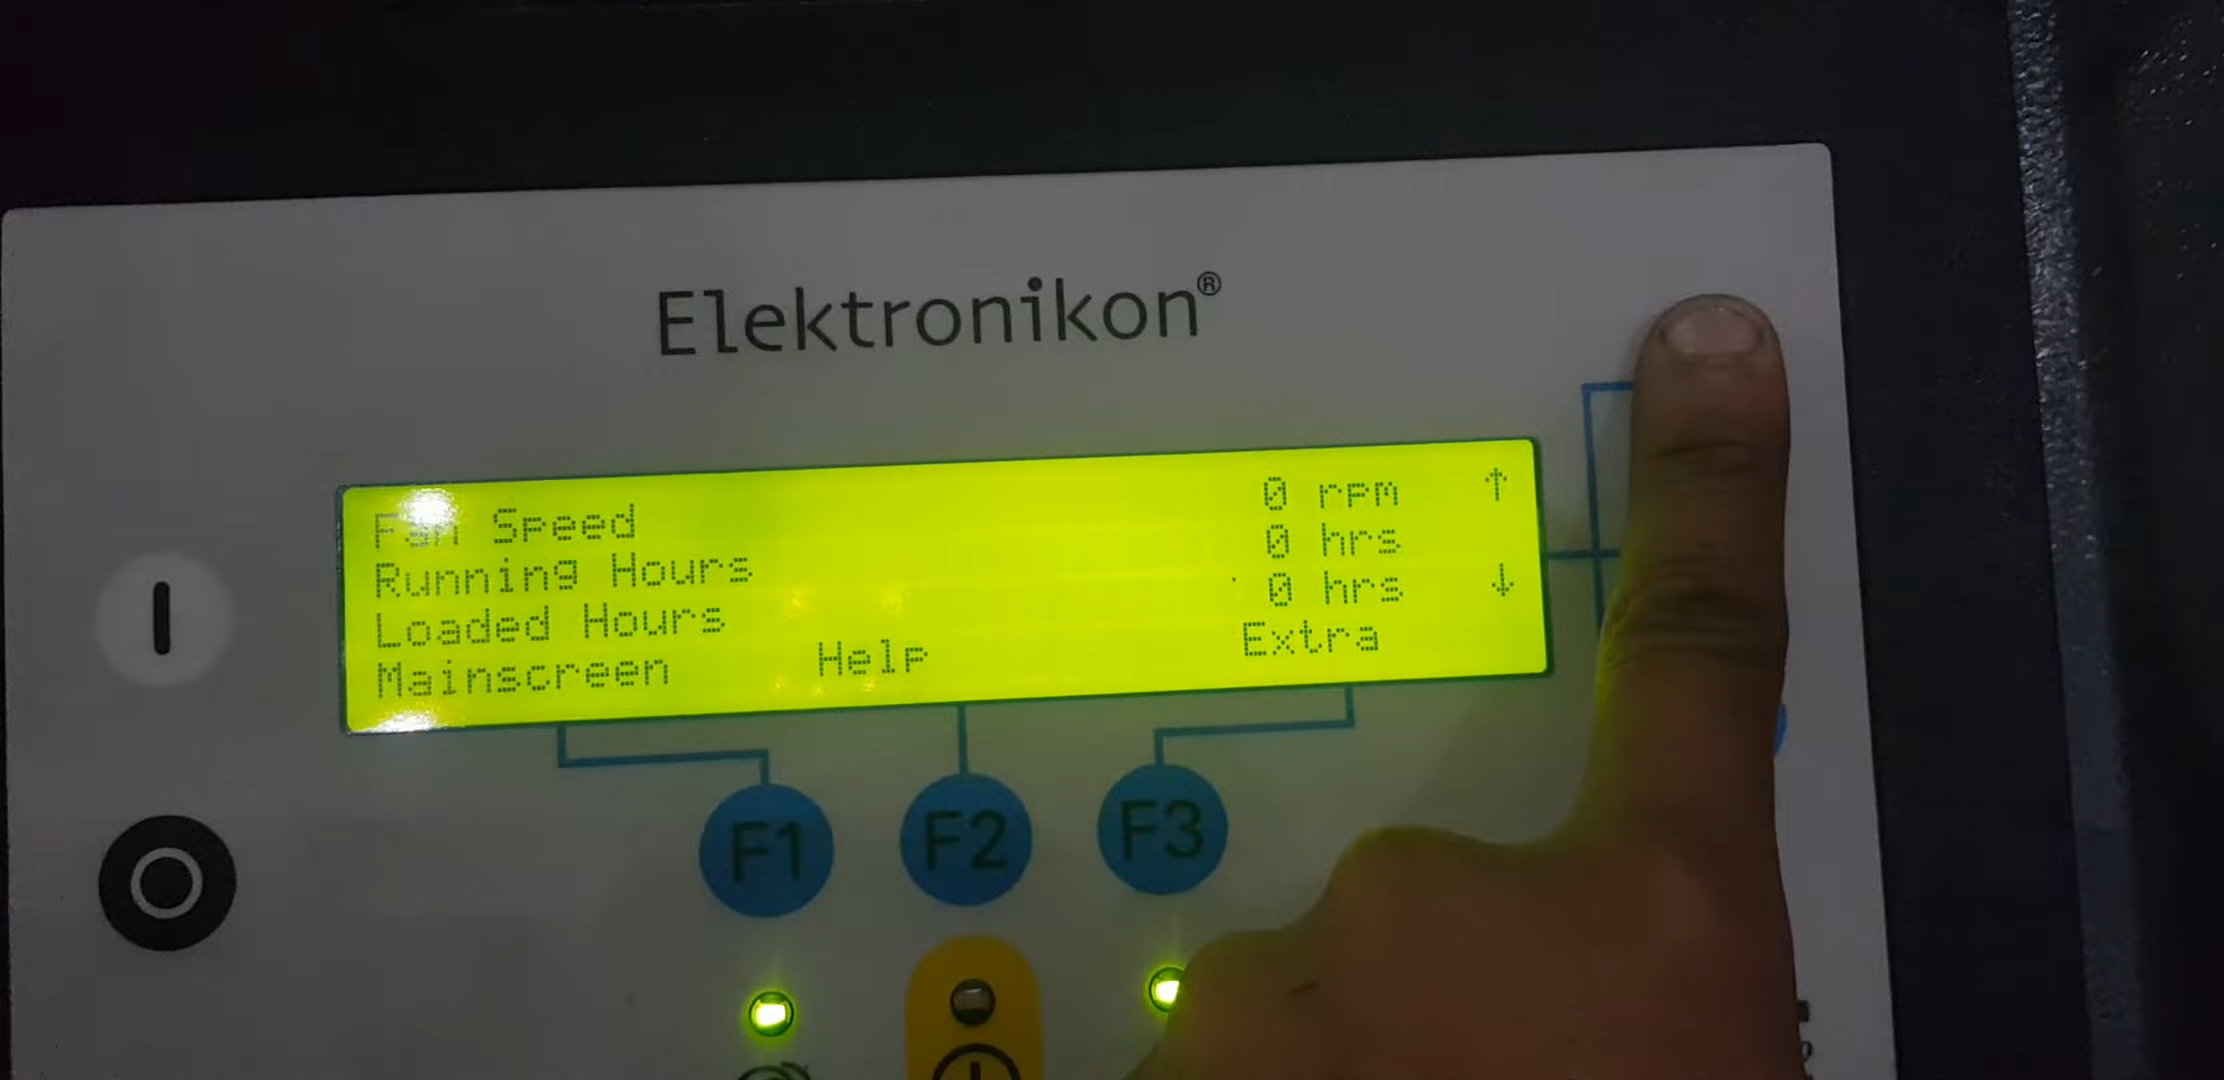 Elektronikon®
Fan Speed 0 rpm ↑
Running Hours 0 hrs
Loaded Hours 0 hrs ↓
Mainscreen Help Extra
F1 F2 F3